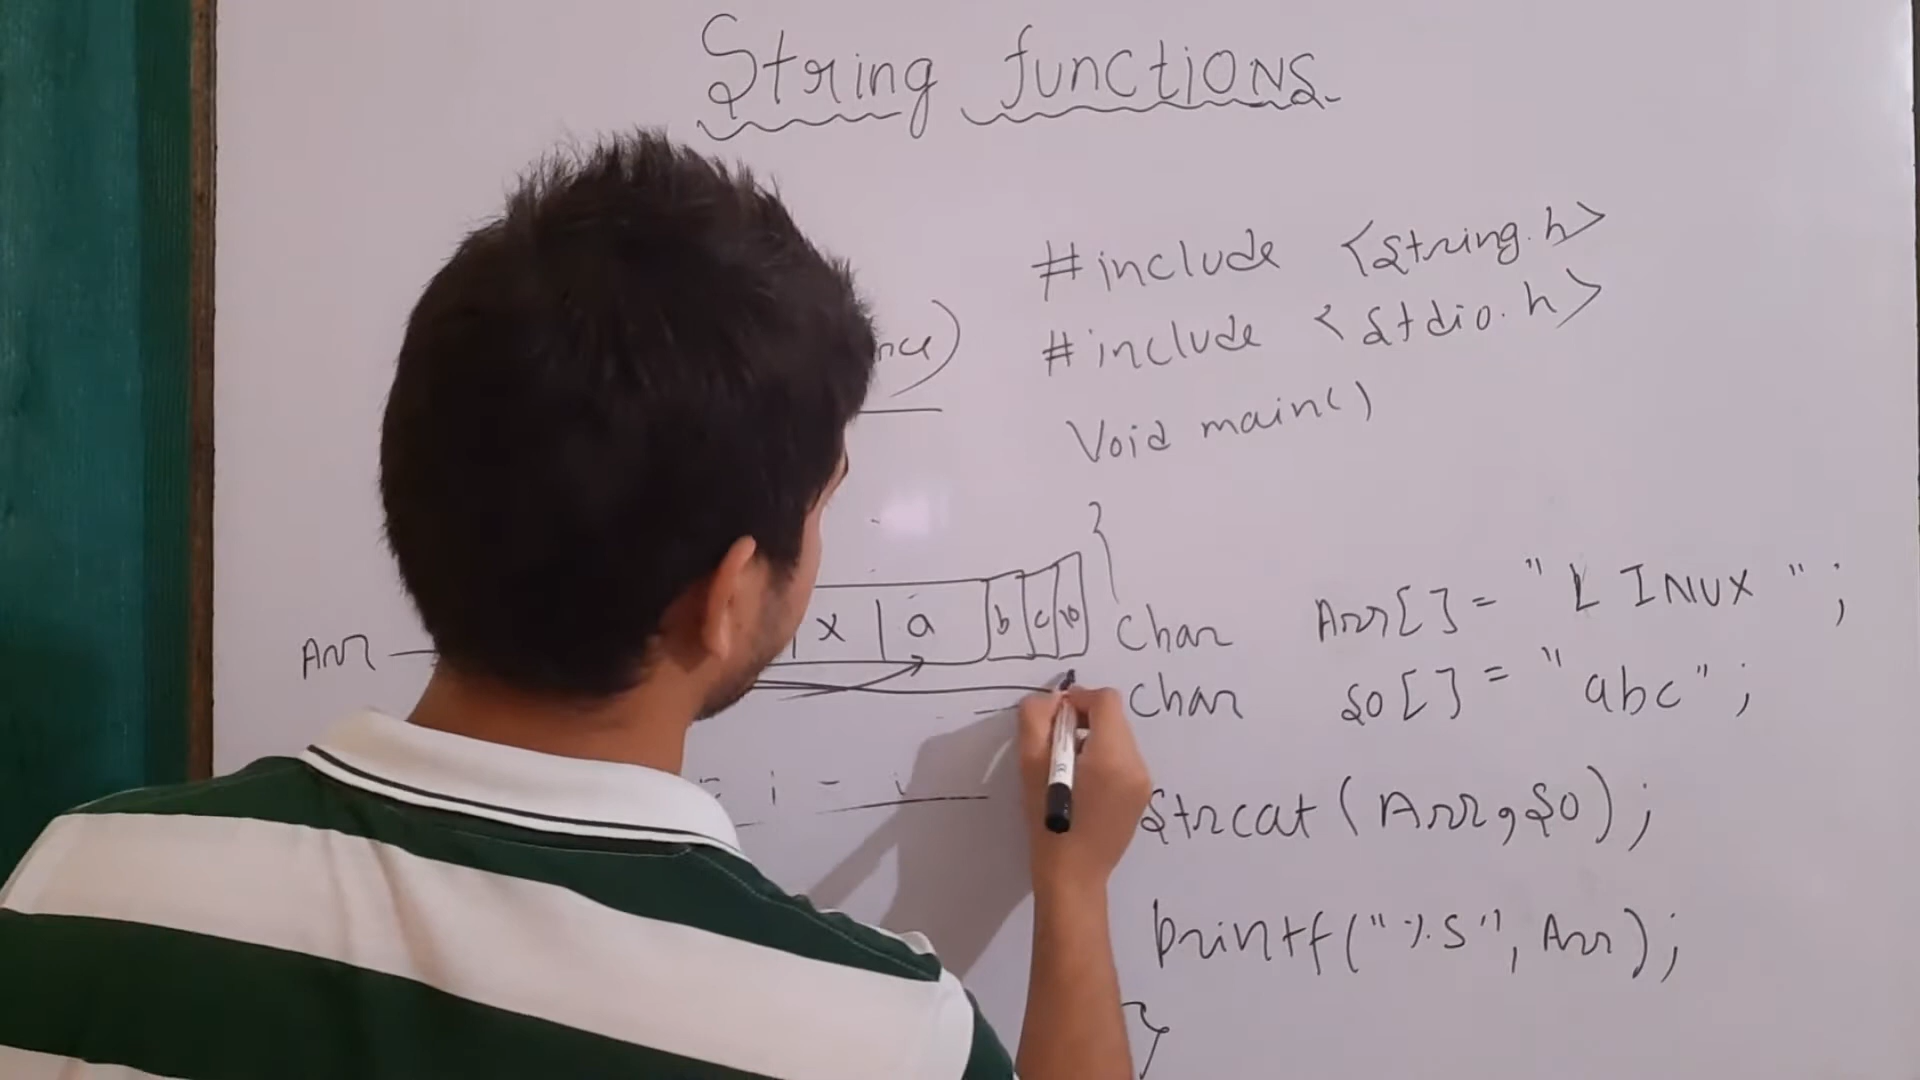 String functions
#include <string.h>
#include <stdio.h>
Void main()
{
x a b c \0
Arr
Char Arr[] = "LINUX";
Char so[] = "abc";
i - i
Strcat(Arr,so);
Printf("%s", Arr);
}